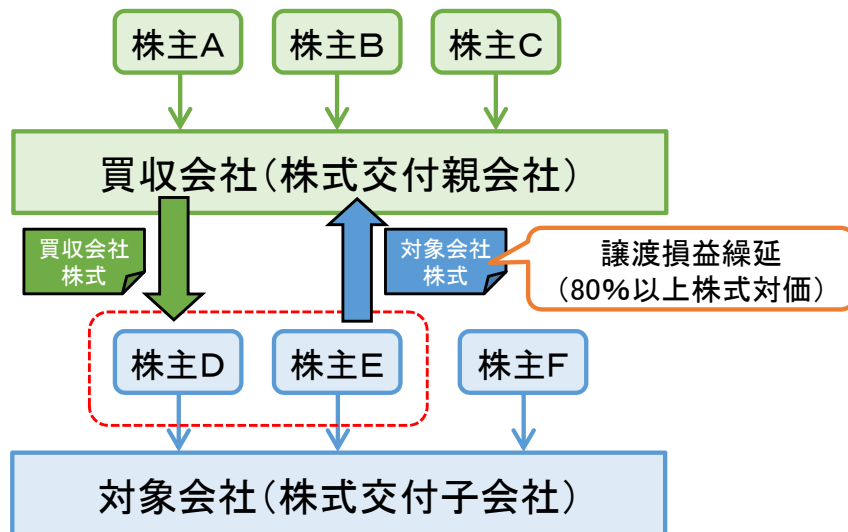 株主A
株主B
株主C
買収会社(株式交付親会社)
買収会社
株式
対象会社
株式
譲渡損益繰延
(80%以上株式対価)
株主D
株主E
株主F
対象会社(株式交付子会社)